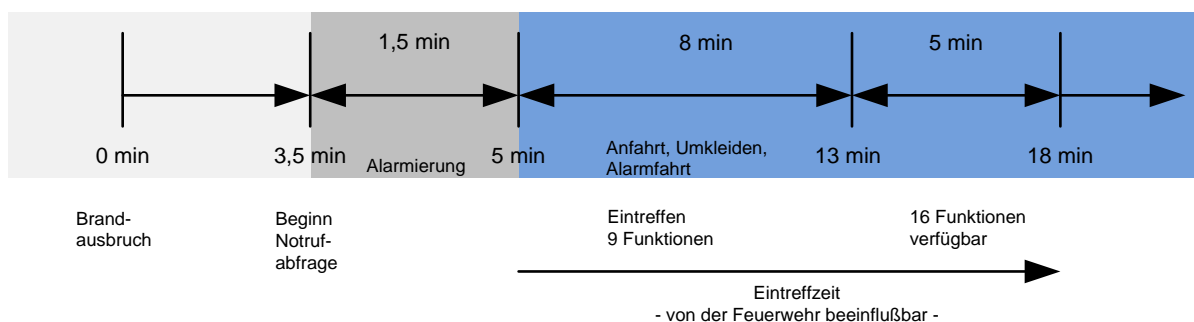 1,5 min
8 min
5 min
0 min
3,5 min
Alarmierung
5 min
Anfahrt, Umkleiden,
Alarmfahrt
13 min
18 min
Brand-
ausbruch
Beginn
Notruf-
abfrage
Eintreffen
9 Funktionen
16 Funktionen
verfügbar
Eintreffzeit
- von der Feuerwehr beeinflußbar -